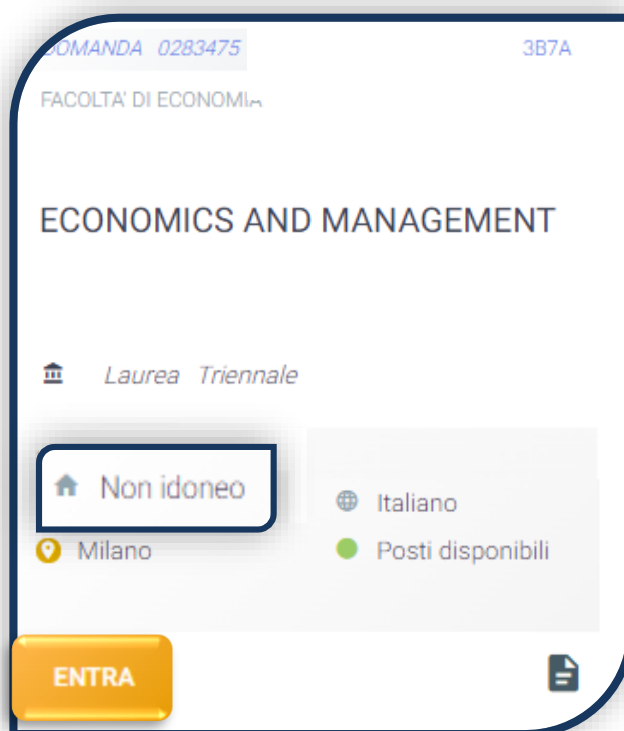 DOMANDA 0283475 3B7A
FACOLTA' DI ECONOMIA
ECONOMICS AND MANAGEMENT
Laurea Triennale
Non idoneo
Italiano
Milano
Posti disponibili
ENTRA